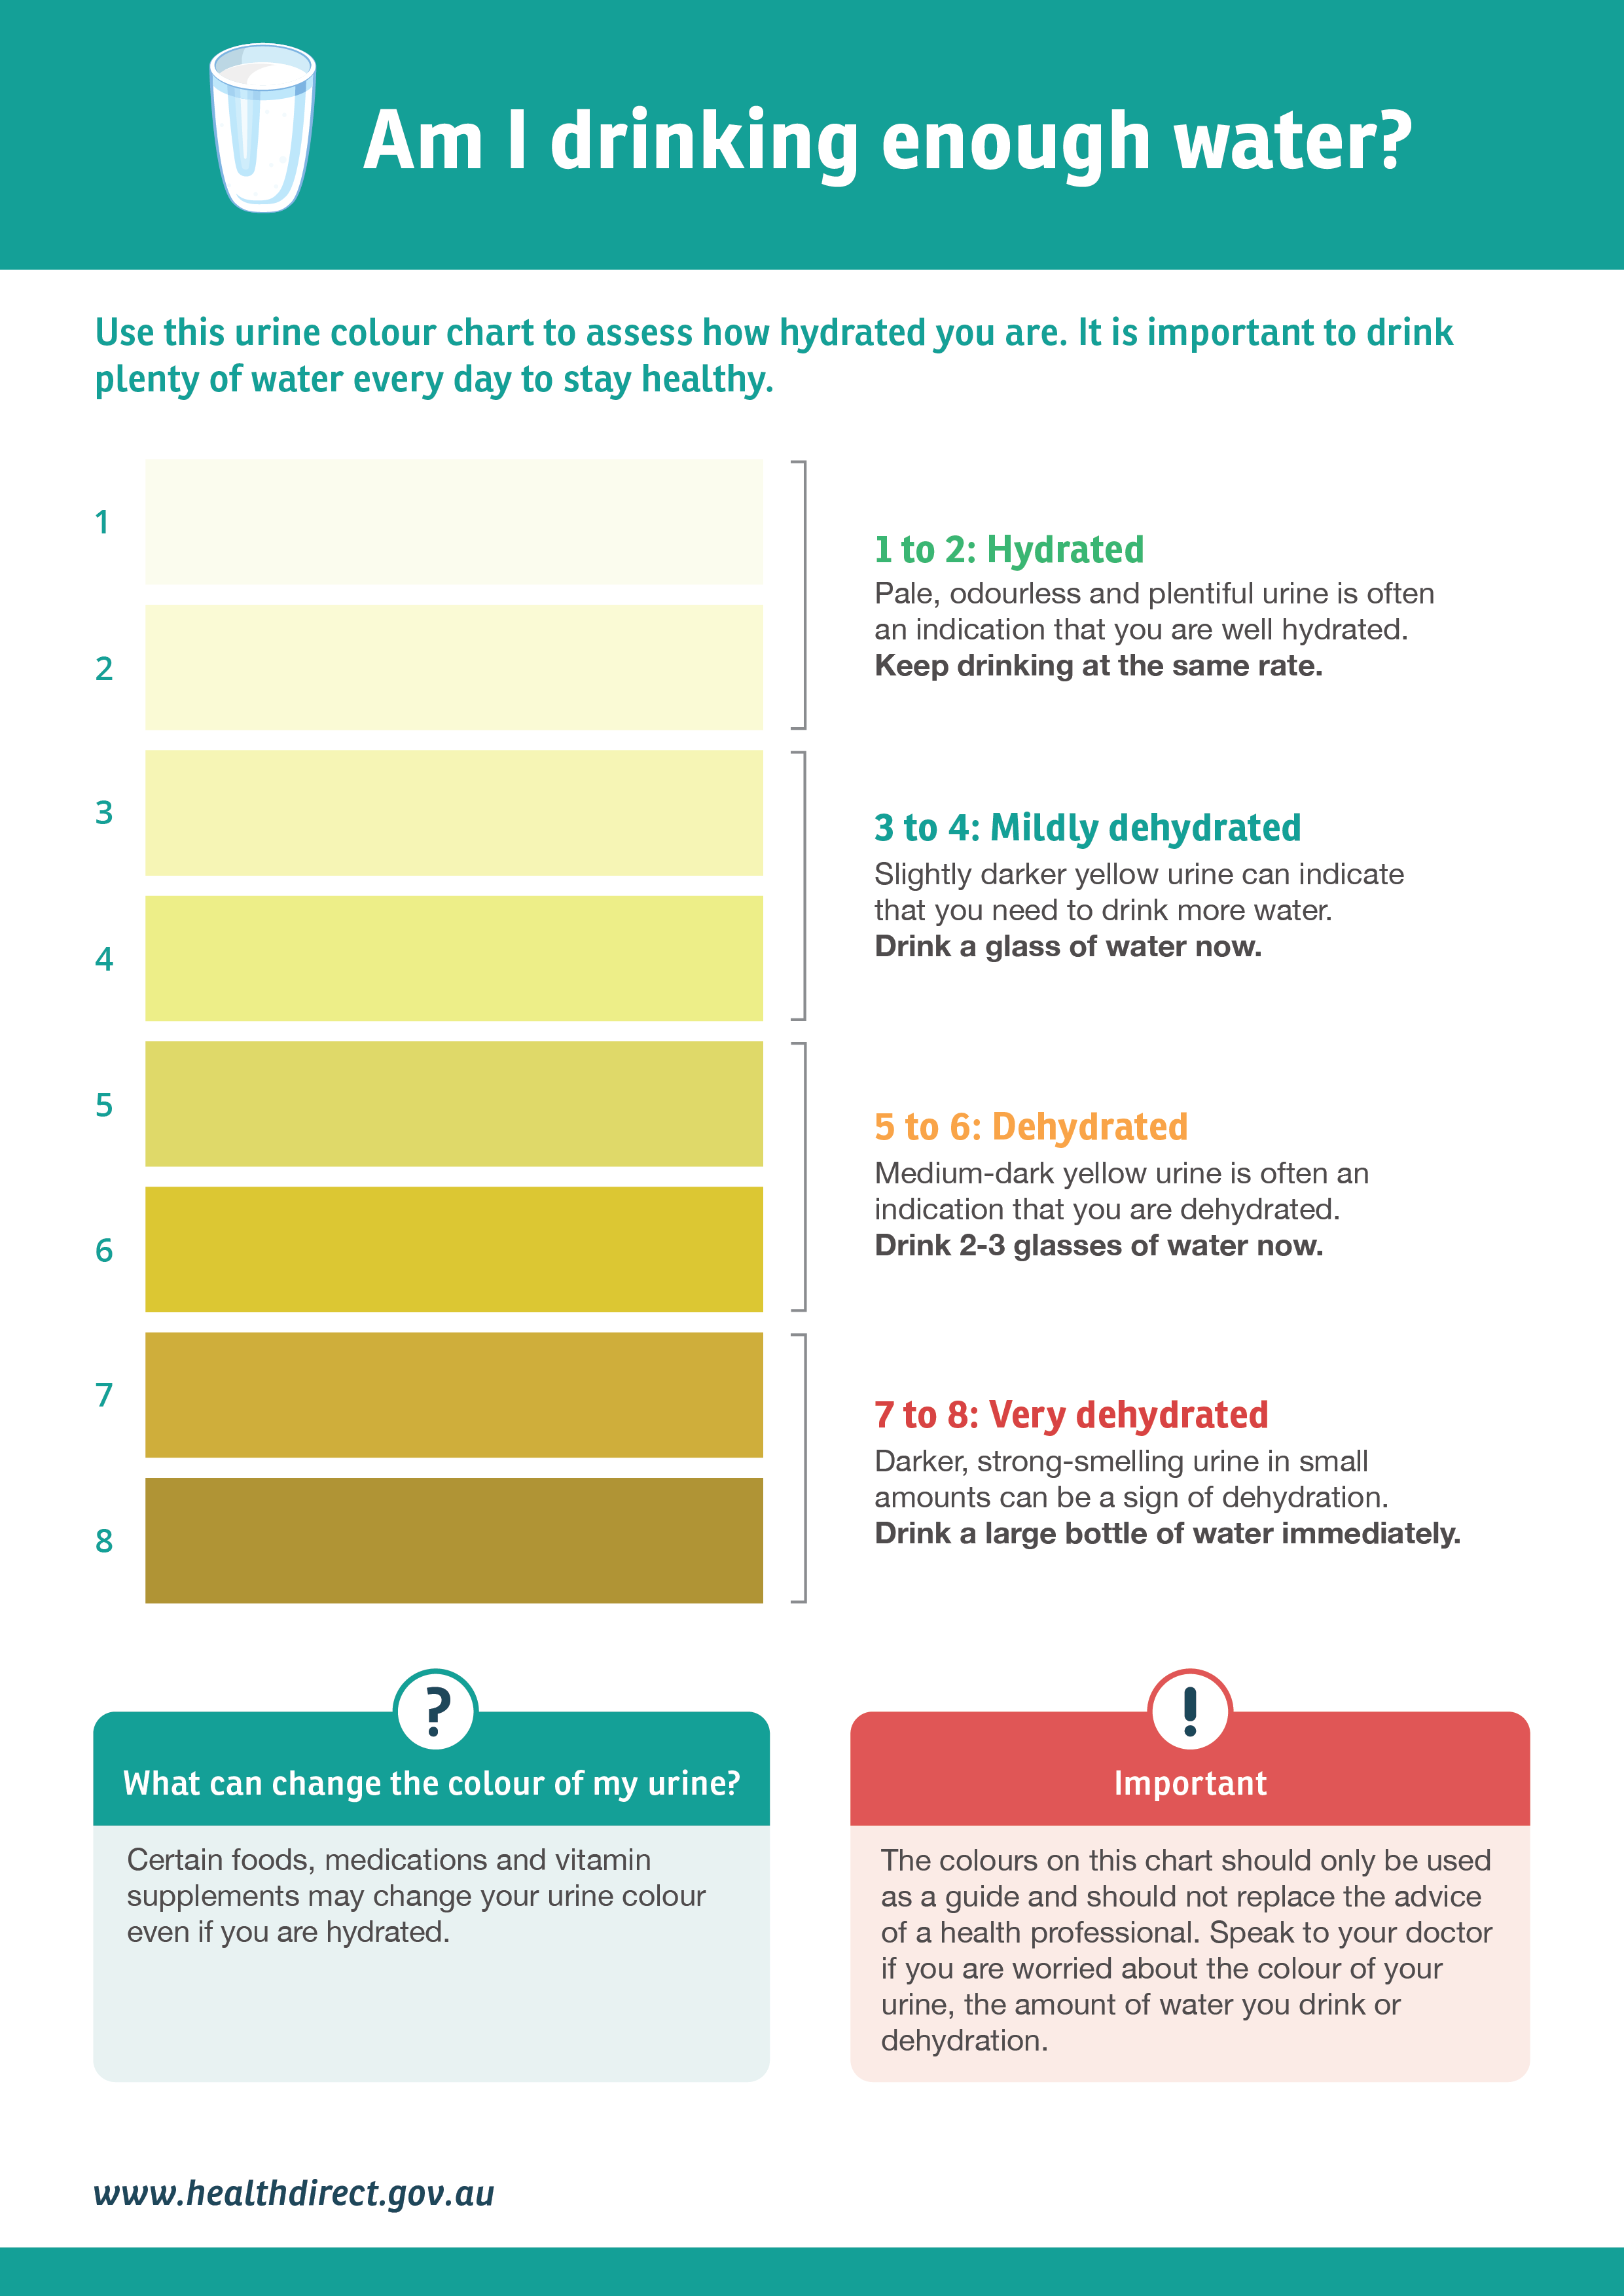 Am I drinking enough water?
Use this urine colour chart to assess how hydrated you are. It is important to drink
plenty of water every day to stay healthy.
1
2
1 to 2: Hydrated
Pale, odourless and plentiful urine is often
an indication that you are well hydrated.
Keep drinking at the same rate.
3
4
3 to 4: Mildly dehydrated
Slightly darker yellow urine can indicate
that you need to drink more water.
Drink a glass of water now.
5
6
5 to 6: Dehydrated
Medium-dark yellow urine is often an
indication that you are dehydrated.
Drink 2-3 glasses of water now.
7
8
7 to 8: Very dehydrated
Darker, strong-smelling urine in small
amounts can be a sign of dehydration.
Drink a large bottle of water immediately.
?
What can change the colour of my urine?
Certain foods, medications and vitamin
supplements may change your urine colour
even if you are hydrated.
!
Important
The colours on this chart should only be used
as a guide and should not replace the advice
of a health professional. Speak to your doctor
if you are worried about the colour of your
urine, the amount of water you drink or
dehydration.
www.healthdirect.gov.au